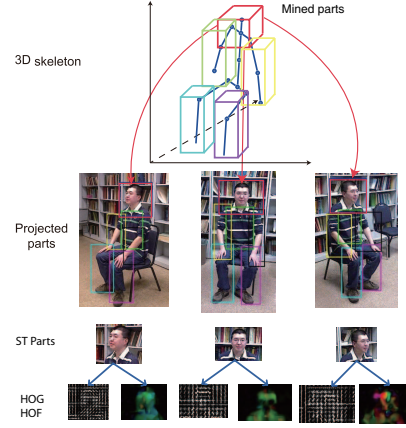 Mined parts
3D skeleton
Projected
parts
ST Parts
HOG
HOF